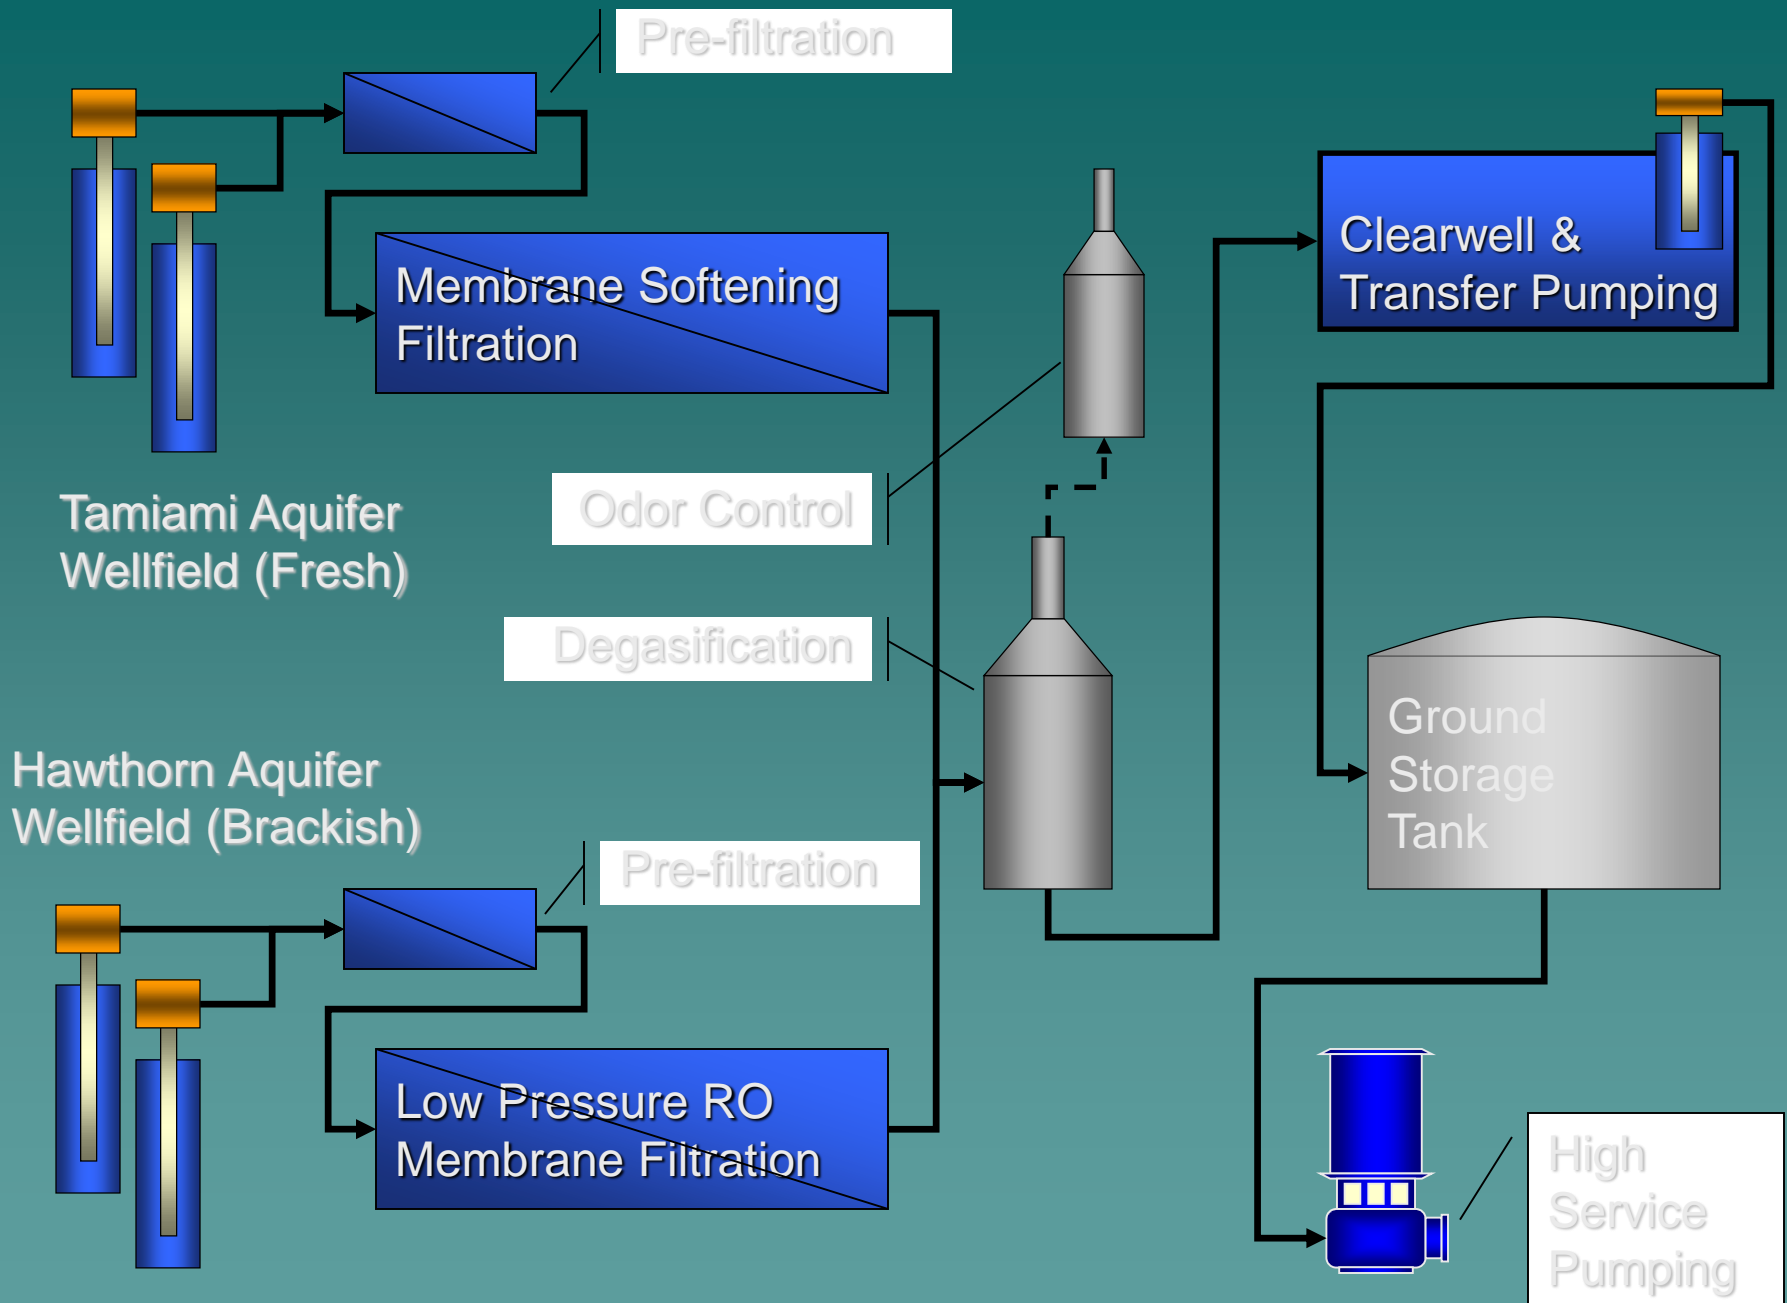 Pre-filtration
Membrane Softening
Filtration
Clearwell &
Transfer Pumping
Tamiami Aquifer
Wellfield (Fresh)
Odor Control
Degasification
Ground
Storage
Tank
Hawthorn Aquifer
Wellfield (Brackish)
Pre-filtration
Low Pressure RO
Membrane Filtration
High
Service
Pumping